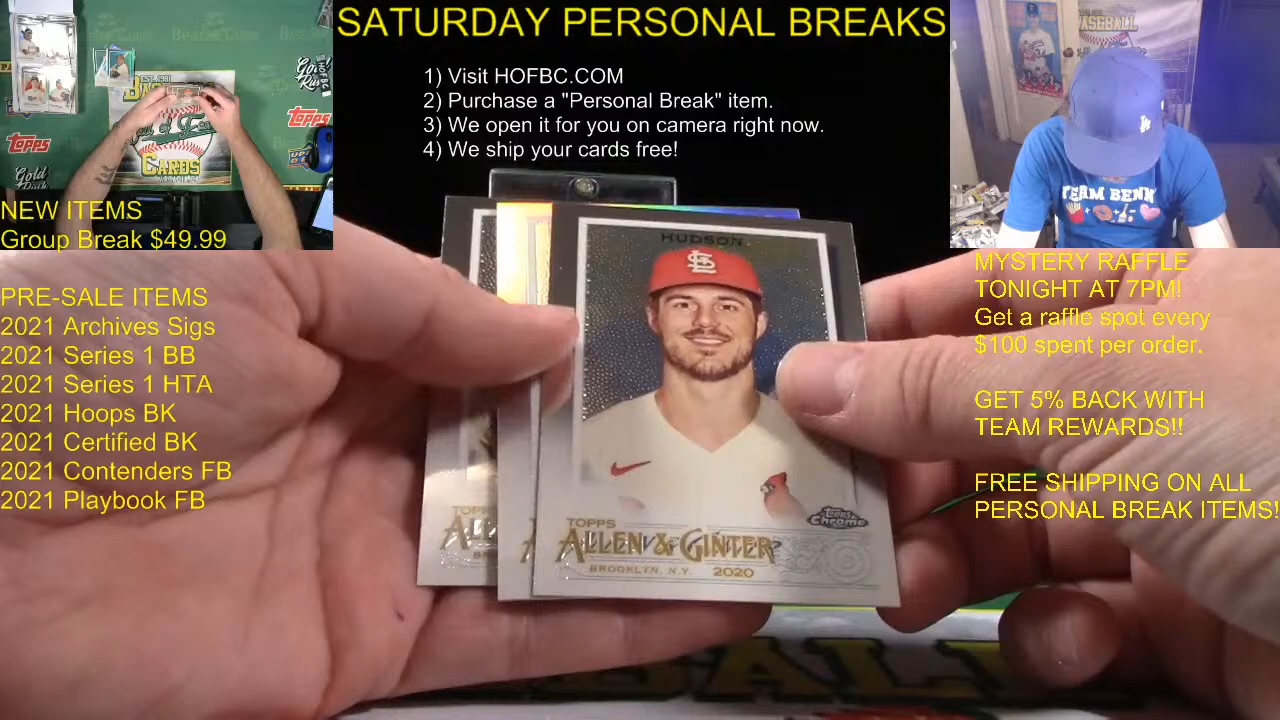 SATURDAY PERSONAL BREAKS
1) Visit HOFBC.COM
2) Purchase a "Personal Break" item.
3) We open it for you on camera right now.
4) We ship your cards free!
NEW ITEMS
Group Break $49.99
PRE-SALE ITEMS
2021 Archives Sigs
2021 Series 1 BB
2021 Series 1 HTA
2021 Hoops BK
2021 Certified BK
2021 Contenders FB
2021 Playbook FB
MYSTERY RAFFLE
TONIGHT AT 7PM!
Get a raffle spot every
$100 spent per order.
GET 5% BACK WITH
TEAM REWARDS!!
FREE SHIPPING ON ALL
PERSONAL BREAK ITEMS!
HUDSON
Topps
Chrome
TOPPS
ALLEN & GINTER
BROOKLYN, N.Y. 2020
EST. 1981
CARDS
Topps
Topps
Gold
TEAM BENN
LA